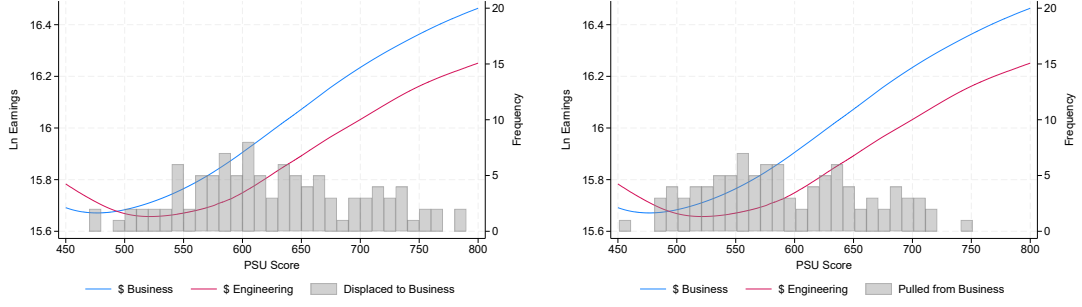 16.4
16.2
16
15.8
15.6
Ln Earnings
20
15
10
5
0
Frequency
450 500 550 600 650 700 750 800
PSU Score
$ Business $ Engineering Displaced to Business
16.4
16.2
16
15.8
15.6
Ln Earnings
20
15
10
5
0
Frequency
450 500 550 600 650 700 750 800
PSU Score
$ Business $ Engineering Pulled from Business